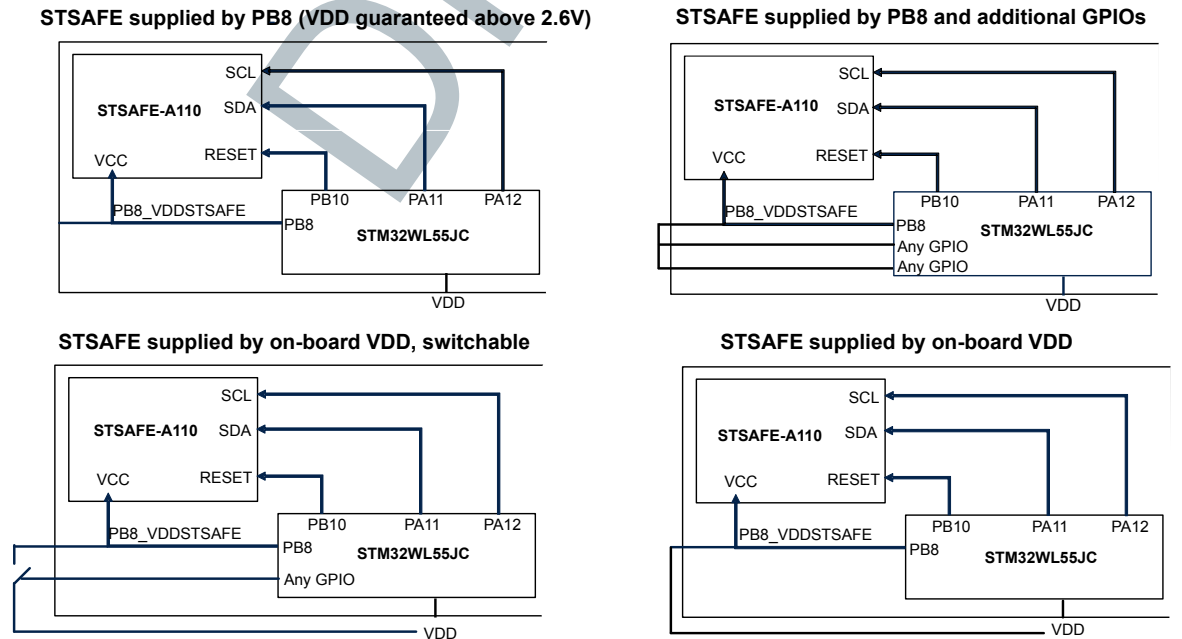 STSAFE supplied by PB8 (VDD guaranteed above 2.6V)
SCL
STSAFE-A110
SDA
VCC
RESET
PB10
PA11
PA12
PB8_VDDSTSAFE
PB8
STM32WL55JC
VDD
STSAFE supplied by PB8 and additional GPIOs
SCL
STSAFE-A110
SDA
VCC
RESET
PB10
PA11
PA12
PB8_VDDSTSAFE
PB8
STM32WL55JC
Any GPIO
Any GPIO
VDD
STSAFE supplied by on-board VDD, switchable
SCL
STSAFE-A110
SDA
VCC
RESET
PB10
PA11
PA12
PB8_VDDSTSAFE
PB8
STM32WL55JC
Any GPIO
VDD
STSAFE supplied by on-board VDD
SCL
STSAFE-A110
SDA
VCC
RESET
PB10
PA11
PA12
PB8_VDDSTSAFE
PB8
STM32WL55JC
VDD